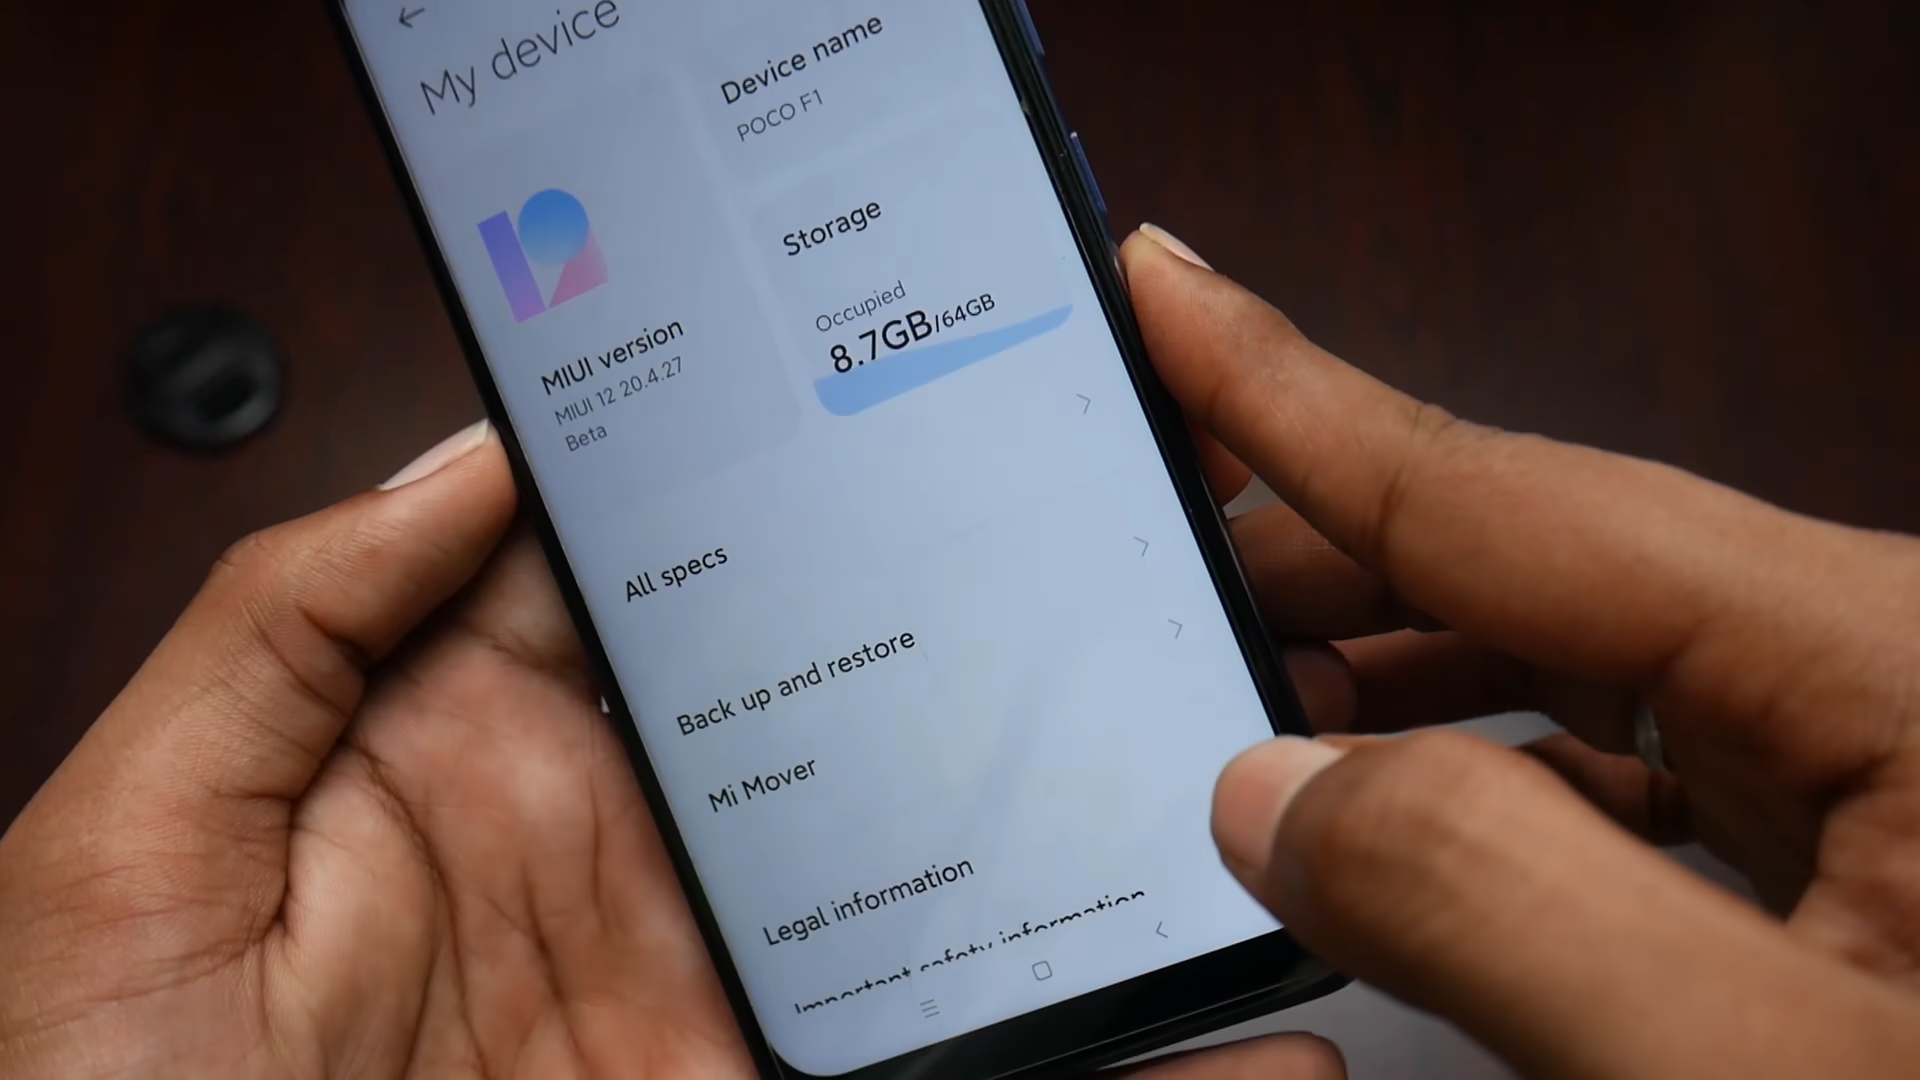 My device
Device name
POCO F1
MIUI version
MIUI 12 20.4.27
Beta
Storage
Occupied
8.7GB/64GB
All specs
Back up and restore
Mi Mover
Legal information
Important safety information